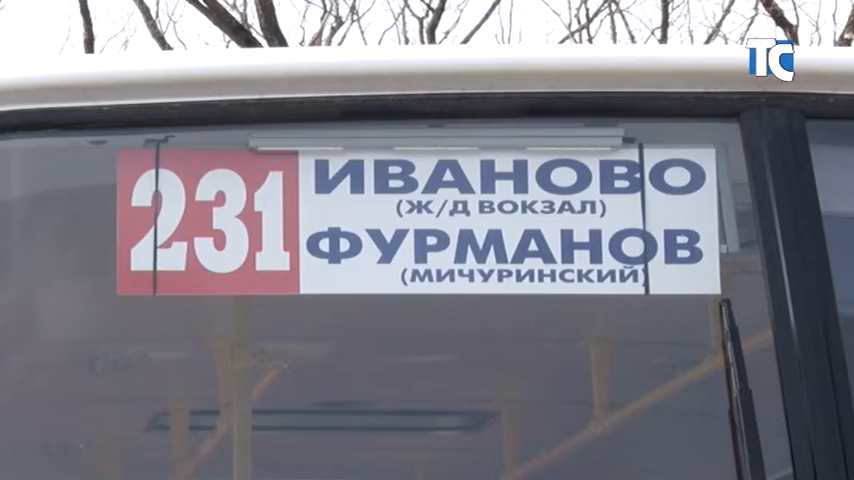 ТС
231
ИВАНОВО
(Ж/Д ВОКЗАЛ)
ФУРМАНОВ
(МИЧУРИНСКИЙ)